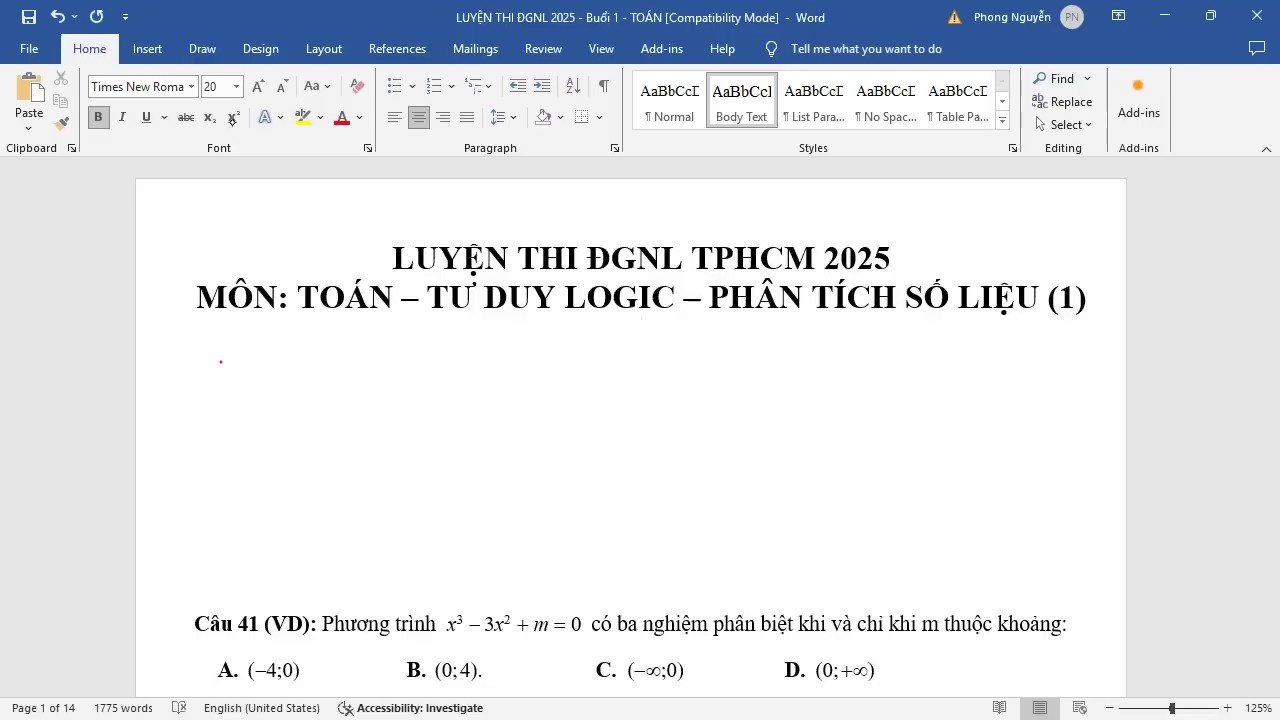 LUYỆN THI ĐGNL 2025 - Buổi 1 - TOÁN [Compatibility Mode] - Word
Phong Nguyễn PN
File Home Insert Draw Design Layout References Mailings Review View Add-ins Help Tell me what you want to do
Times New Roma 20 Aa
AaBbCcI AaBbCcI AaBbCcI AaBbCcI AaBbCcI
Find
Paste
B I U abc x₂ x² A ab A
Replace
¶ Normal Body Text ¶ List Para... ¶ No Spac... ¶ Table Pa...
Select
Add-ins
Clipboard Font Paragraph Styles Editing Add-ins
LUYỆN THI ĐGNL TPHCM 2025
MÔN: TOÁN – TƯ DUY LOGIC – PHÂN TÍCH SỐ LIỆU (1)
Câu 41 (VD): Phương trình x³ − 3x² + m = 0 có ba nghiệm phân biệt khi và chỉ khi m thuộc khoảng:
A. (−4;0) B. (0;4). C. (−∞;0) D. (0;+∞)
Page 1 of 14 1775 words English (United States) Accessibility: Investigate 125%